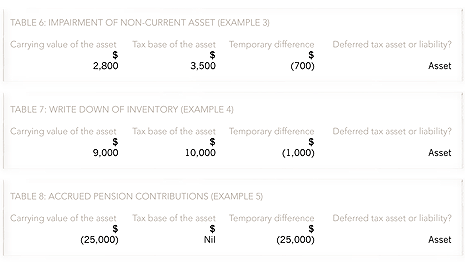 TABLE 6: IMPAIRMENT OF NON-CURRENT ASSET (EXAMPLE 3)
Carrying value of the asset Tax base of the asset Temporary difference Deferred tax asset or liability?
$ $ $
2,800 3,500 (700) Asset
TABLE 7: WRITE DOWN OF INVENTORY (EXAMPLE 4)
Carrying value of the asset Tax base of the asset Temporary difference Deferred tax asset or liability?
$ $ $
9,000 10,000 (1,000) Asset
TABLE 8: ACCRUED PENSION CONTRIBUTIONS (EXAMPLE 5)
Carrying value of the asset Tax base of the asset Temporary difference Deferred tax asset or liability?
$ $ $
(25,000) Nil (25,000) Asset